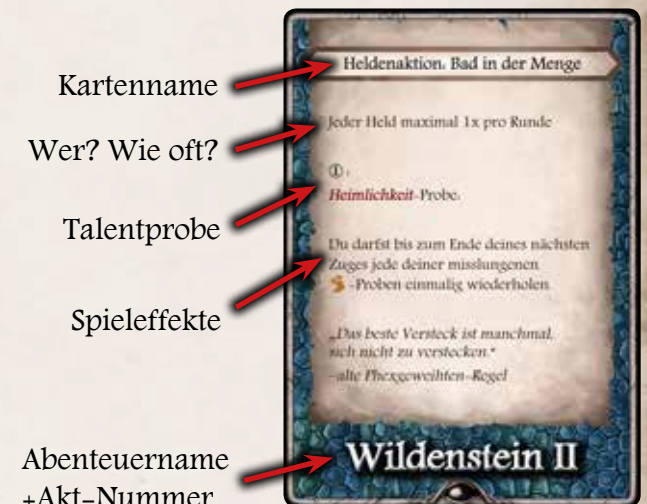 Kartenname
Wer? Wie oft?
Talentprobe
Spieleffekte
Abenteuername
+Akt-Nummer
Heldenaktion: Bad in der Menge
Jeder Held maximal 1x pro Runde
① :
Heimlichkeit-Probe.
Du darfst bis zum Ende deines nächsten
Zuges jede deiner misslungenen
-Proben einmalig wiederholen.
„Das beste Versteck ist manchmal,
sich nicht zu verstecken."
-alte Phexgeweihten-Regel
Wildenstein II